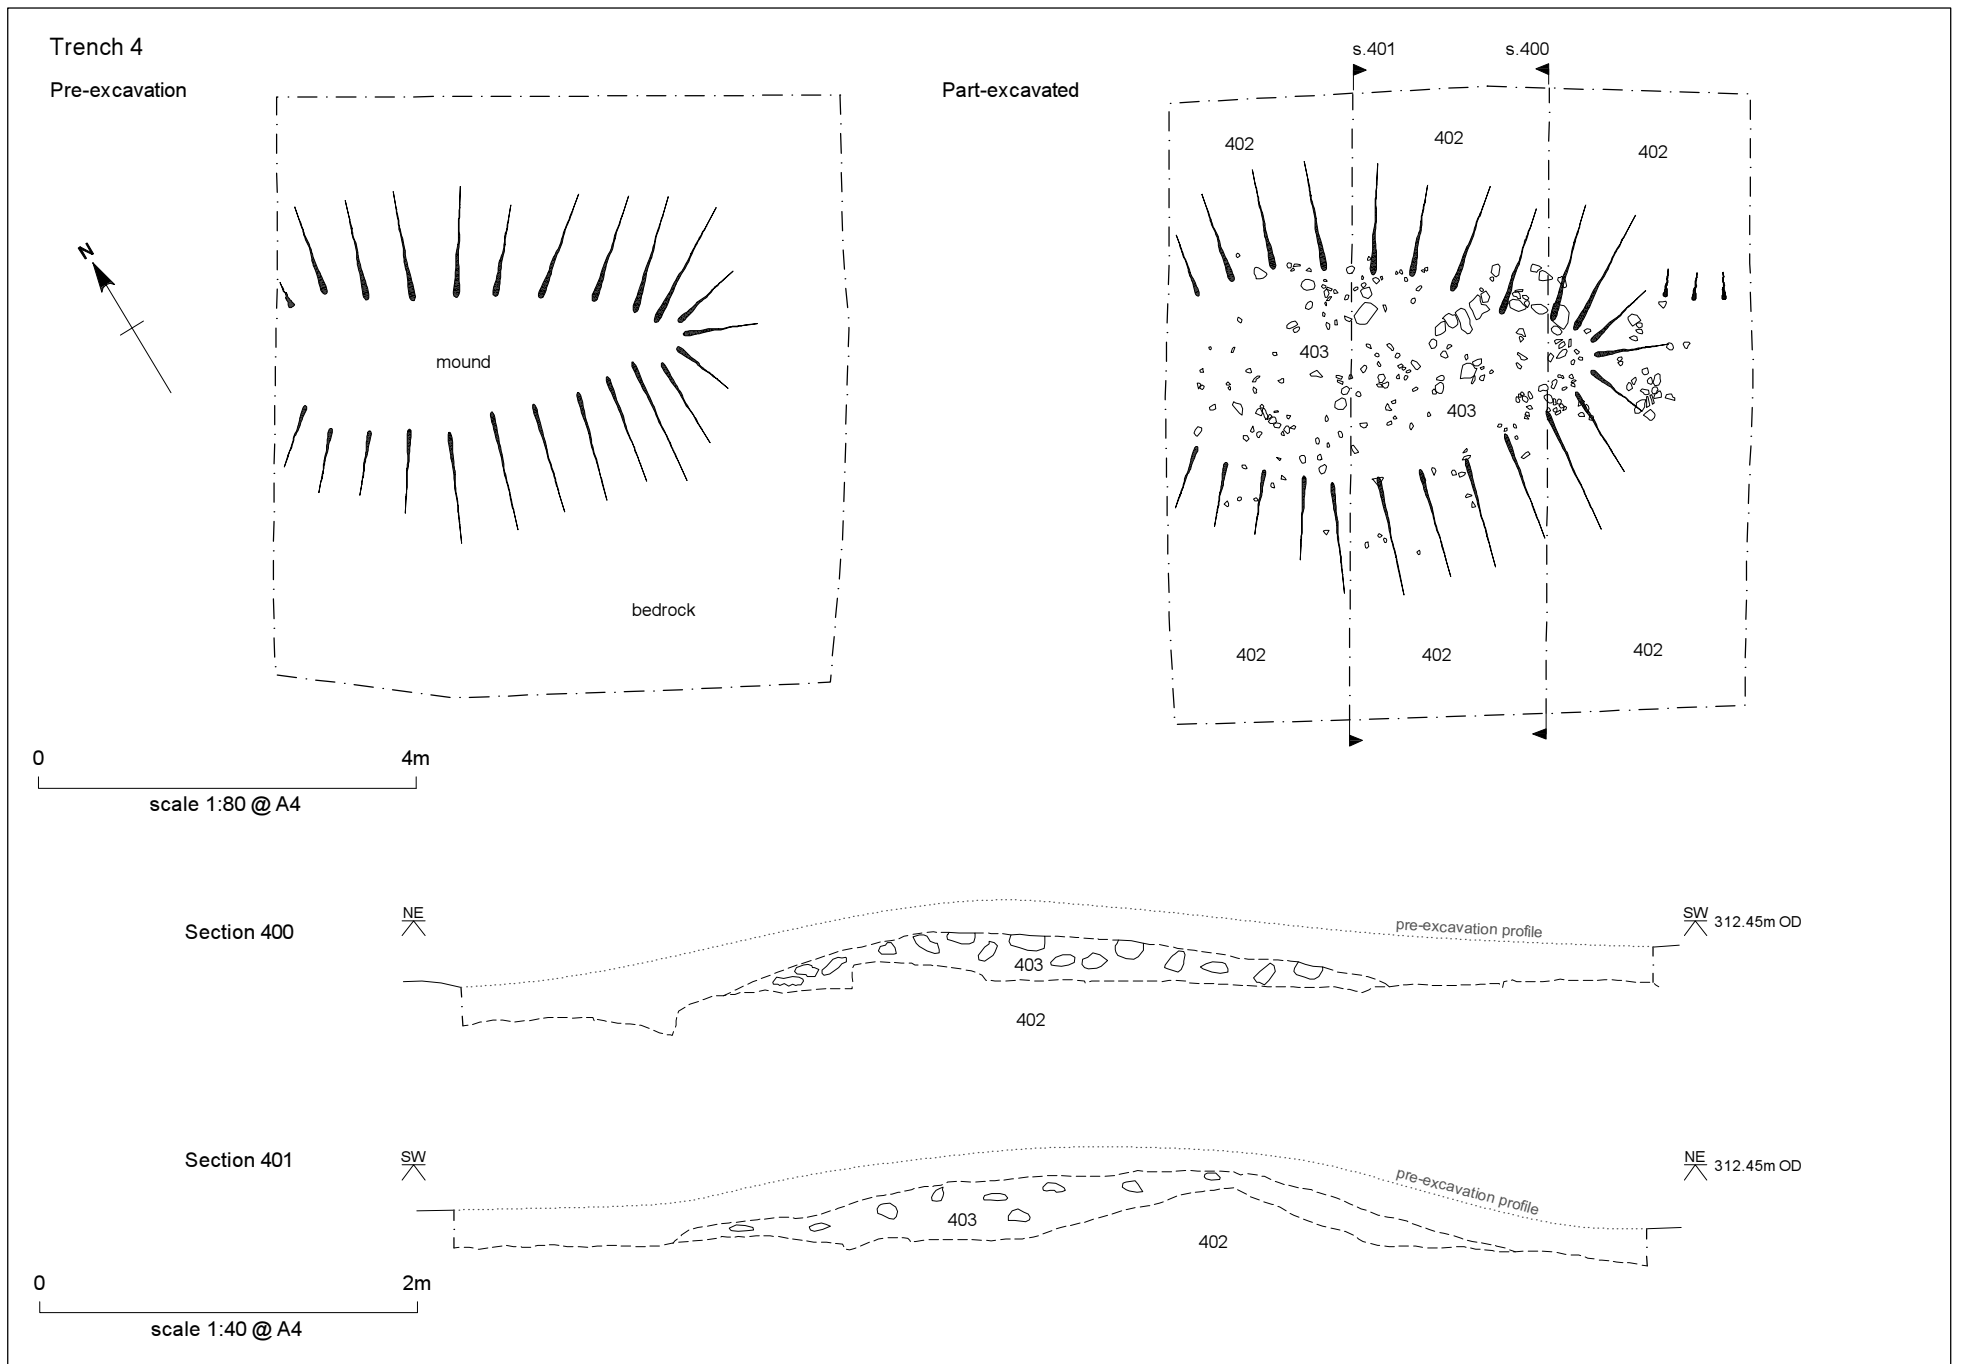 Trench 4
Pre-excavation
N
mound
bedrock
0 4m
scale 1:80 @ A4
Part-excavated
s.401 s.400
402 402 402
403
403
402 402 402
Section 400
NE
pre-excavation profile
SW 312.45m OD
403
402
Section 401
SW
pre-excavation profile
NE 312.45m OD
403
402
0 2m
scale 1:40 @ A4